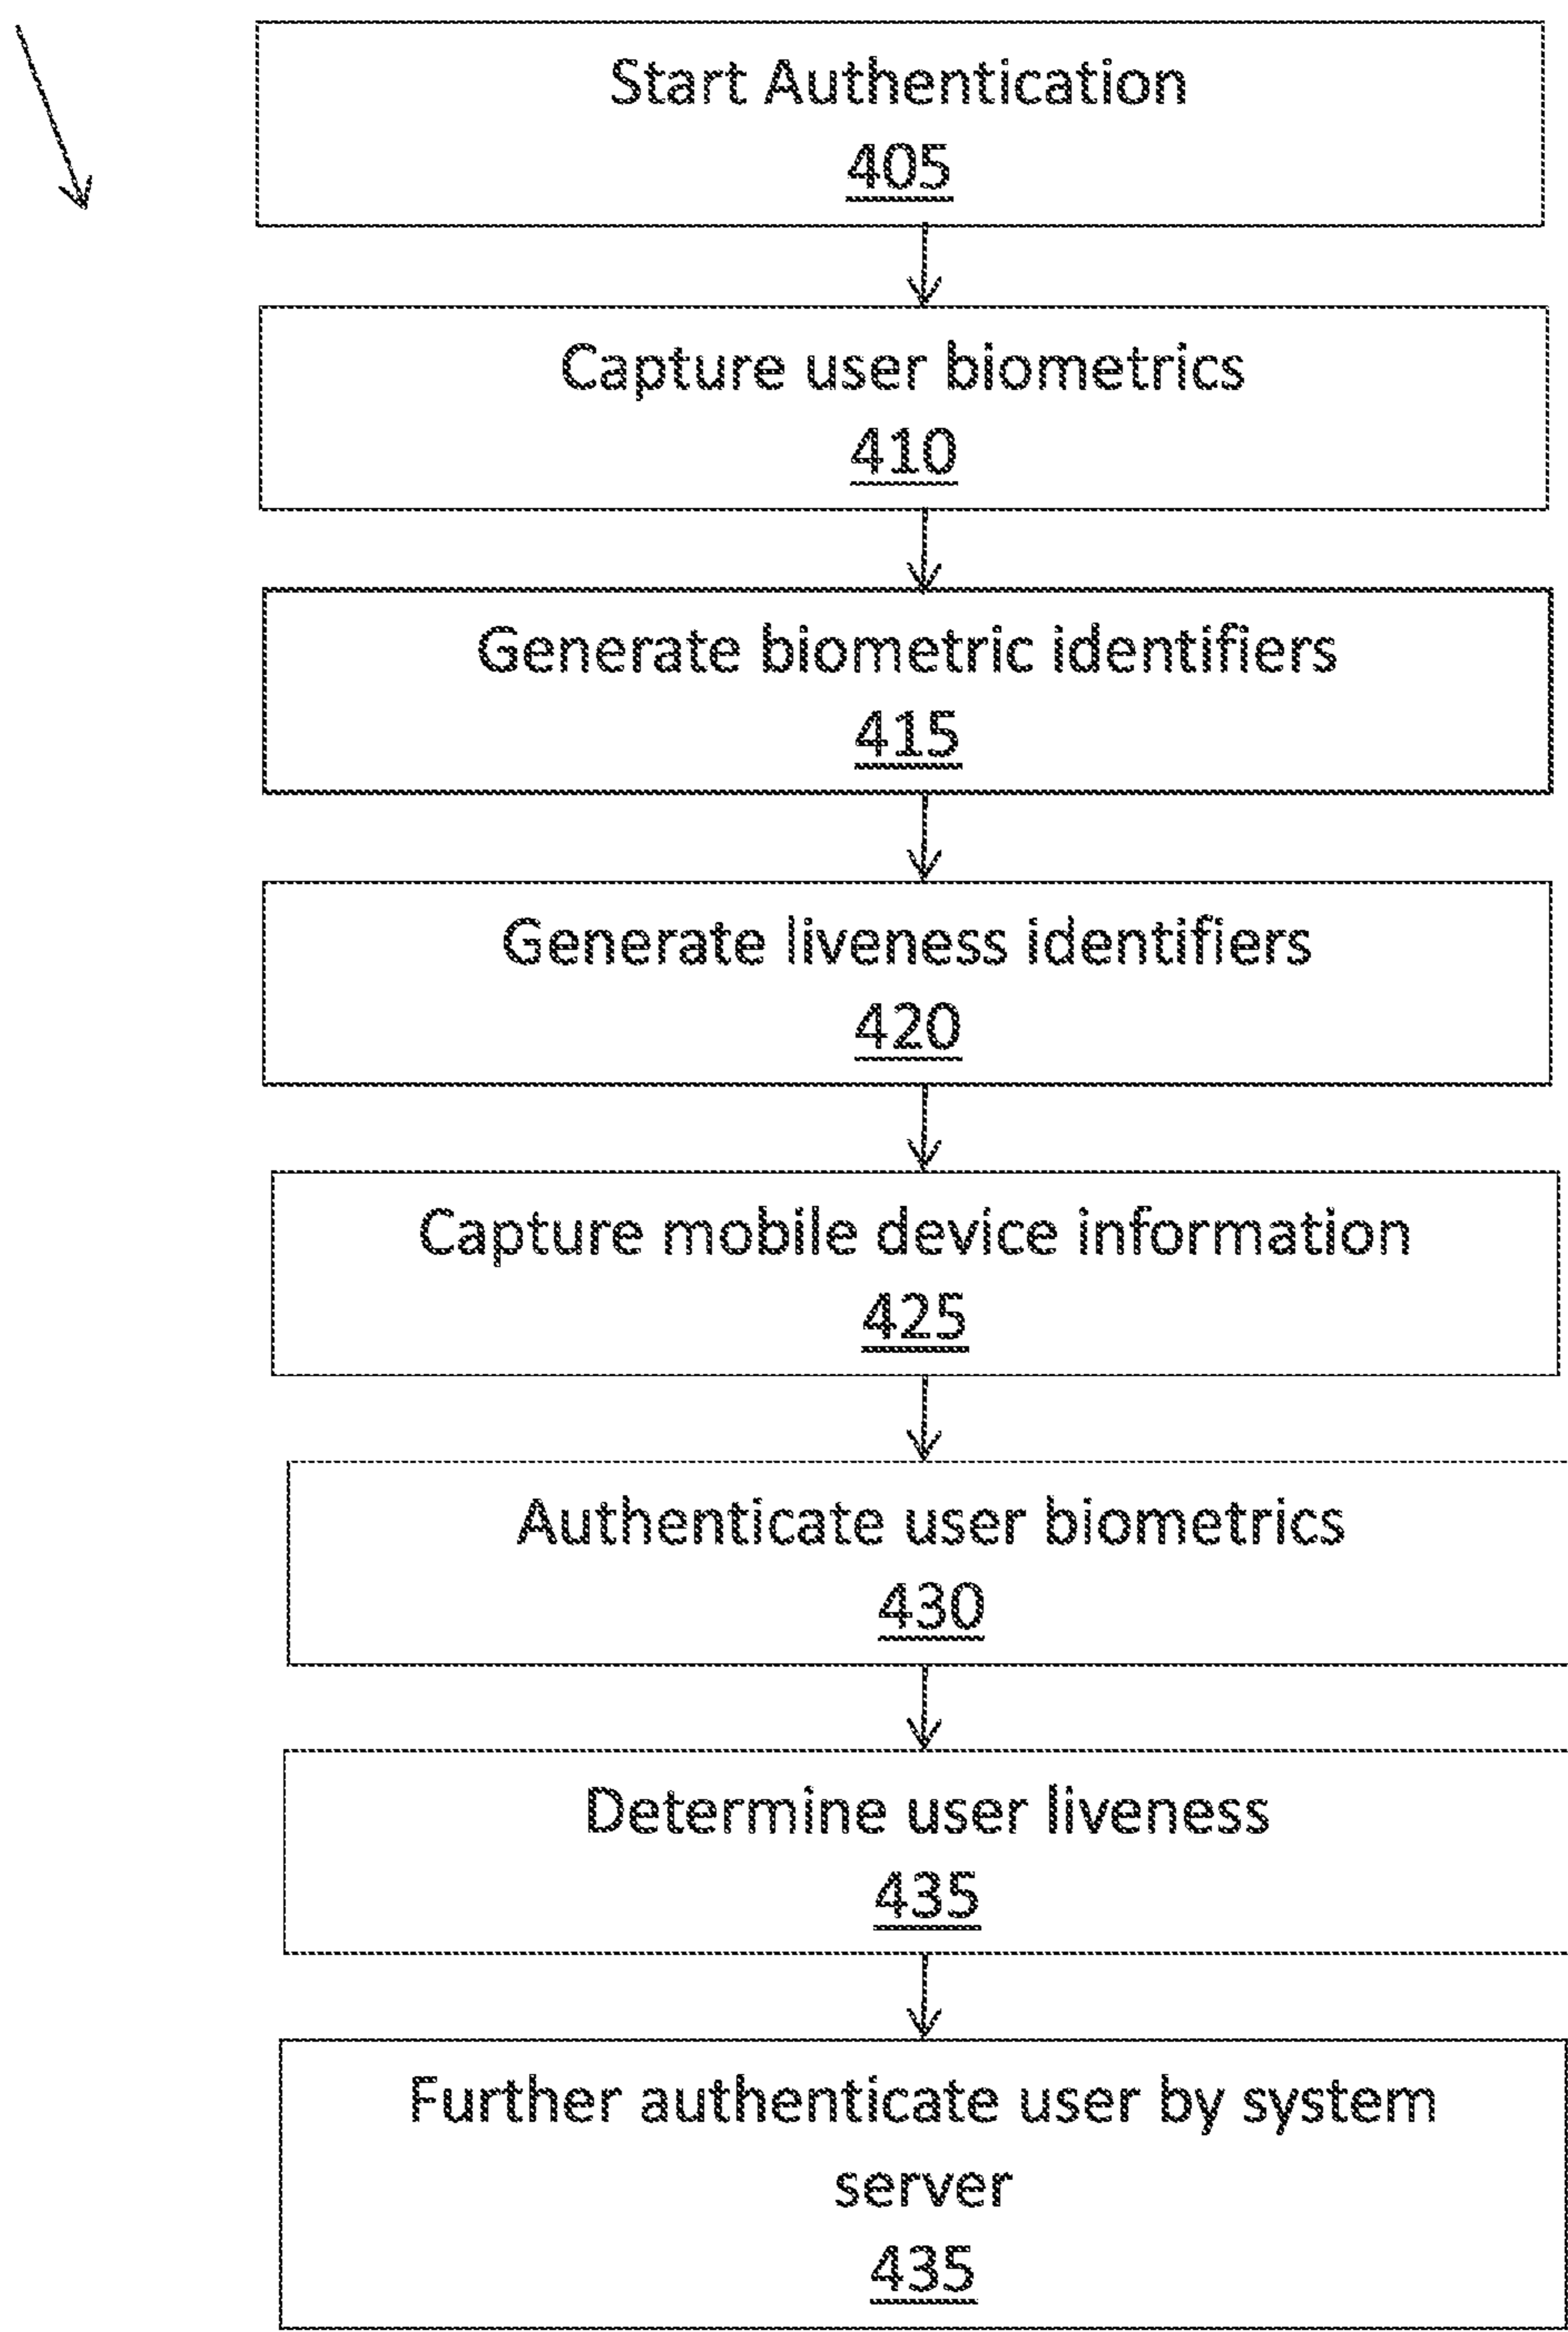 Start Authentication
405
Capture user biometrics
410
Generate biometric identifiers
415
Generate liveness identifiers
420
Capture mobile device information
425
Authenticate user biometrics
430
Determine user liveness
435
Further authenticate user by system
server
435